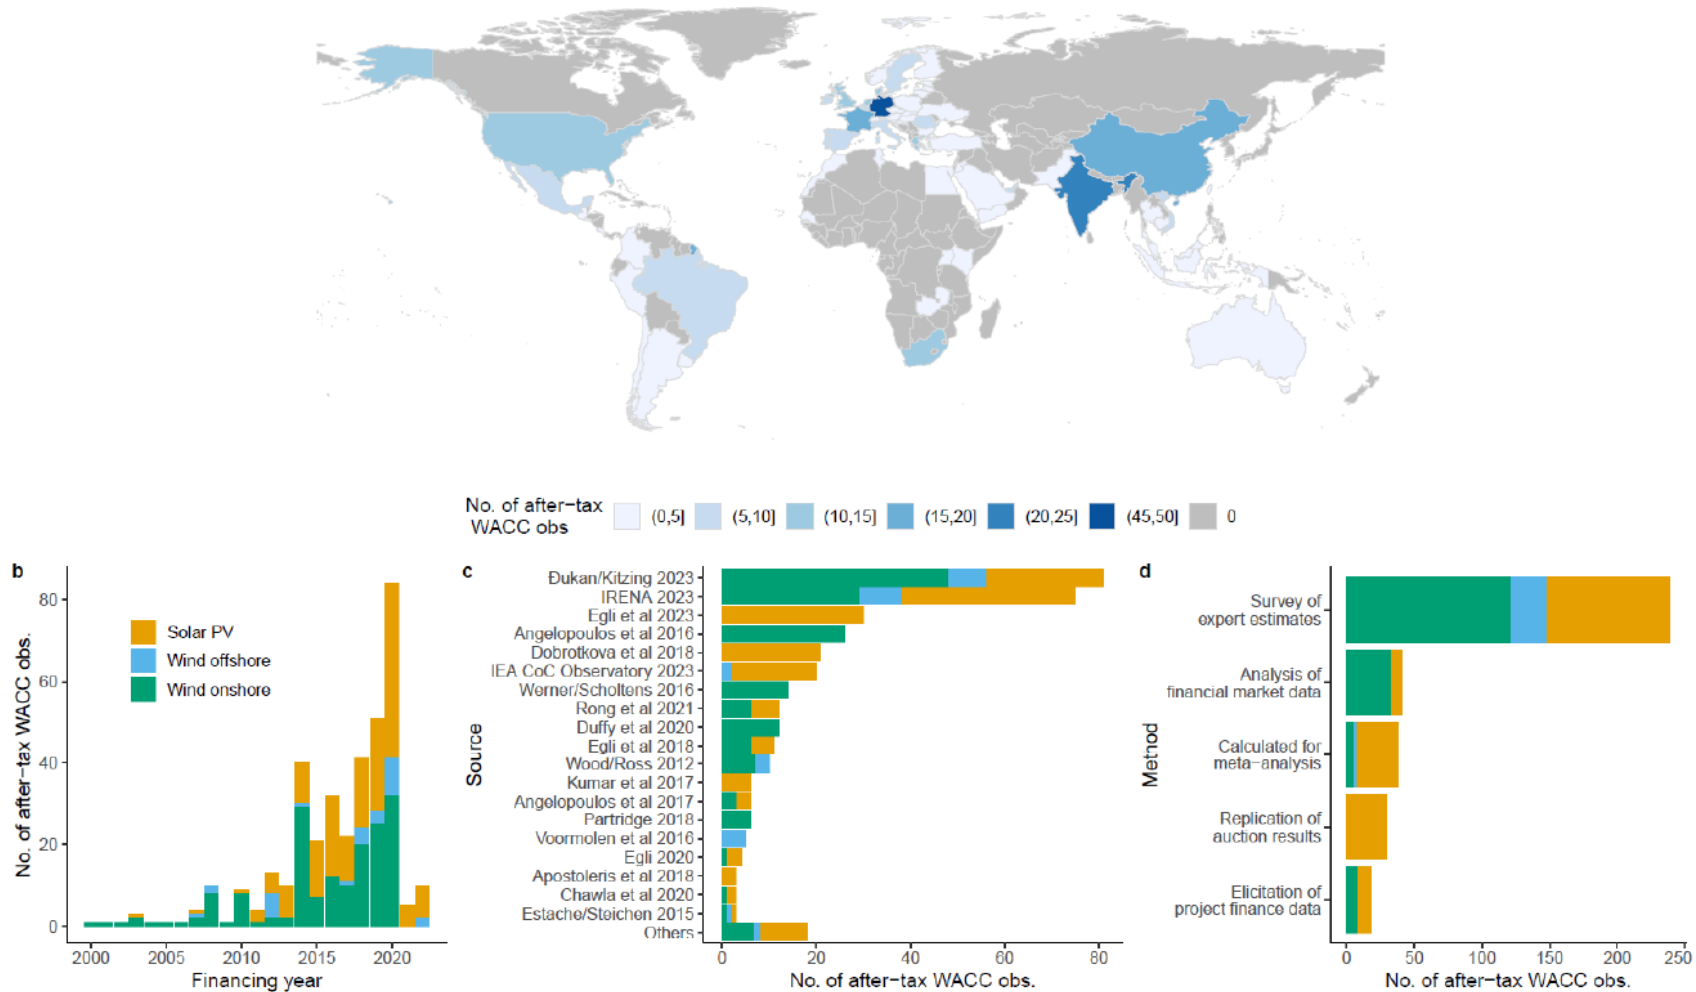 No. of after-tax
WACC obs
(0,5]
(5,10]
(10,15]
(15,20]
(20,25]
(45,50]
0
b
No. of after-tax WACC obs.
80
60
40
20
0
Solar PV
Wind offshore
Wind onshore
2000
2005
2010
2015
2020
Financing year
c
Source
Đukan/Kitzing 2023
IRENA 2023
Egli et al 2023
Angelopoulos et al 2016
Dobrotkova et al 2018
IEA CoC Observatory 2023
Werner/Scholtens 2016
Rong et al 2021
Duffy et al 2020
Egli et al 2018
Wood/Ross 2012
Kumar et al 2017
Angelopoulos et al 2017
Partridge 2018
Voormolen et al 2016
Egli 2020
Apostoleris et al 2018
Chawla et al 2020
Estache/Steichen 2015
Others
0
20
40
60
80
No. of after-tax WACC obs.
d
Method
Survey of
expert estimates
Analysis of
financial market data
Calculated for
meta-analysis
Replication of
auction results
Elicitation of
project finance data
0
50
100
150
200
250
No. of after-tax WACC obs.